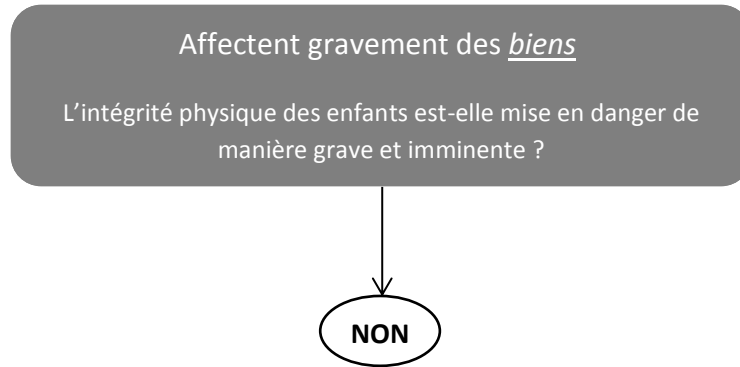 Affectent gravement des biens
L’intégrité physique des enfants est-elle mise en danger de
manière grave et imminente ?
NON